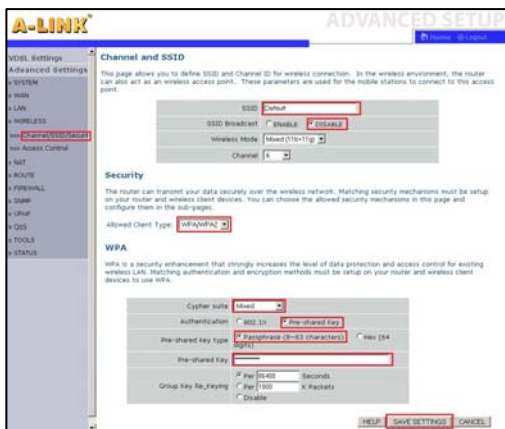 A-LINK
ADVANCED SETUP
Home Logout
VDSL Settings
Advanced Settings
» SYSTEM
» WAN
» LAN
» WIRELESS
»»» Channel/SSID/Securit
»»» Access Control
» NAT
» ROUTE
» FIREWALL
» SNMP
» UPnP
» QoS
» TOOLS
» STATUS
Channel and SSID
This page allows you to define SSID and Channel ID for wireless connection. In the wireless environment, the router
can also act as an wireless access point. These parameters are used for the mobile stations to connect to this access
point.
SSID Default
SSID Broadcast ENABLE DISABLE
Wireless Mode Mixed (11b+11g)
Channel 6
Security
The router can transmit your data securely over the wireless network. Matching security mechanisms must be setup
on your router and wireless client devices. You can choose the allowed security mechanisms in this page and
configure them in the sub-pages.
Allowed Client Type: WPA/WPA2
WPA
WPA is a security enhancement that strongly increases the level of data protection and access control for existing
wireless LAN. Matching authentication and encryption methods must be setup on your router and wireless client
devices to use WPA.
Cypher suite Mixed
Authentication 802.1X Pre-shared Key
Pre-shared key type Passphrase (8~63 characters) Hex (64
digits)
Pre-shared Key
Group Key Re_Keying Per 86400 Seconds
Per 1000 K Packets
Disable
HELP SAVE SETTINGS CANCEL